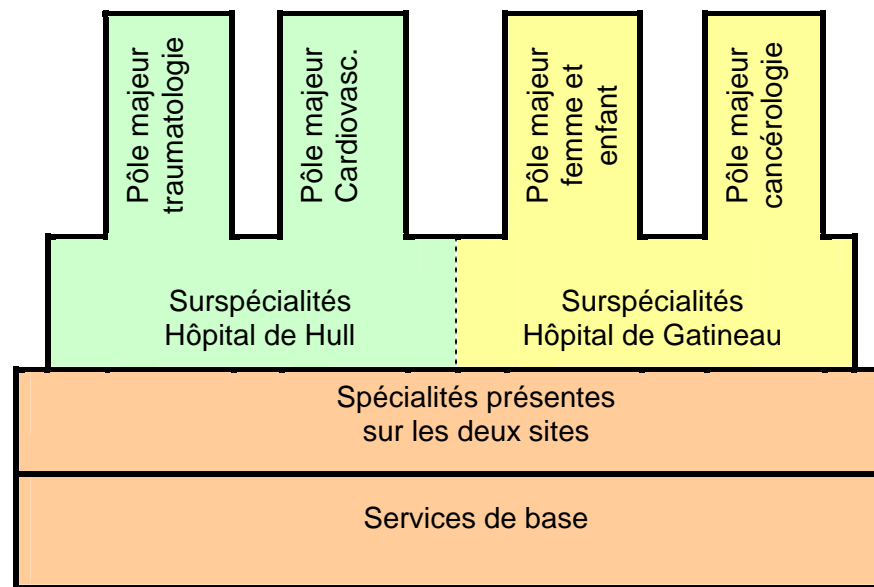 Pôle majeur
traumatologie
Pôle majeur
Cardiovasc.
Pôle majeur
femme et
enfant
Pôle majeur
cancérologie
Surspécialités
Hôpital de Hull
Surspécialités
Hôpital de Gatineau
Spécialités présentes
sur les deux sites
Services de base